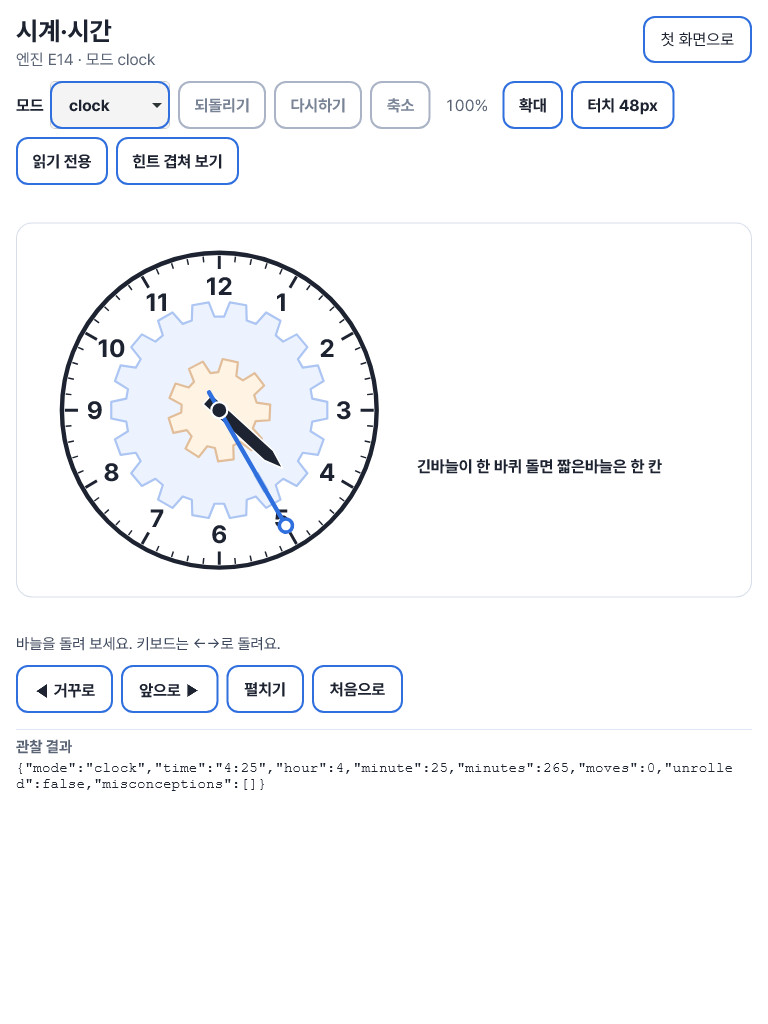 시계·시간
엔진 E14 · 모드 clock
첫 화면으로
모드 clock 되돌리기 다시하기 축소 100% 확대 터치 48px
읽기 전용 힌트 겹쳐 보기
12
11 1
10 2
9 3
8 4
7 5
6
긴바늘이 한 바퀴 돌면 짧은바늘은 한 칸
바늘을 돌려 보세요. 키보드는 ←→로 돌려요.
◀ 거꾸로 앞으로 ▶ 펼치기 처음으로
관찰 결과
{"mode":"clock","time":"4:25","hour":4,"minute":25,"minutes":265,"moves":0,"unrolle
d":false,"misconceptions":[]}